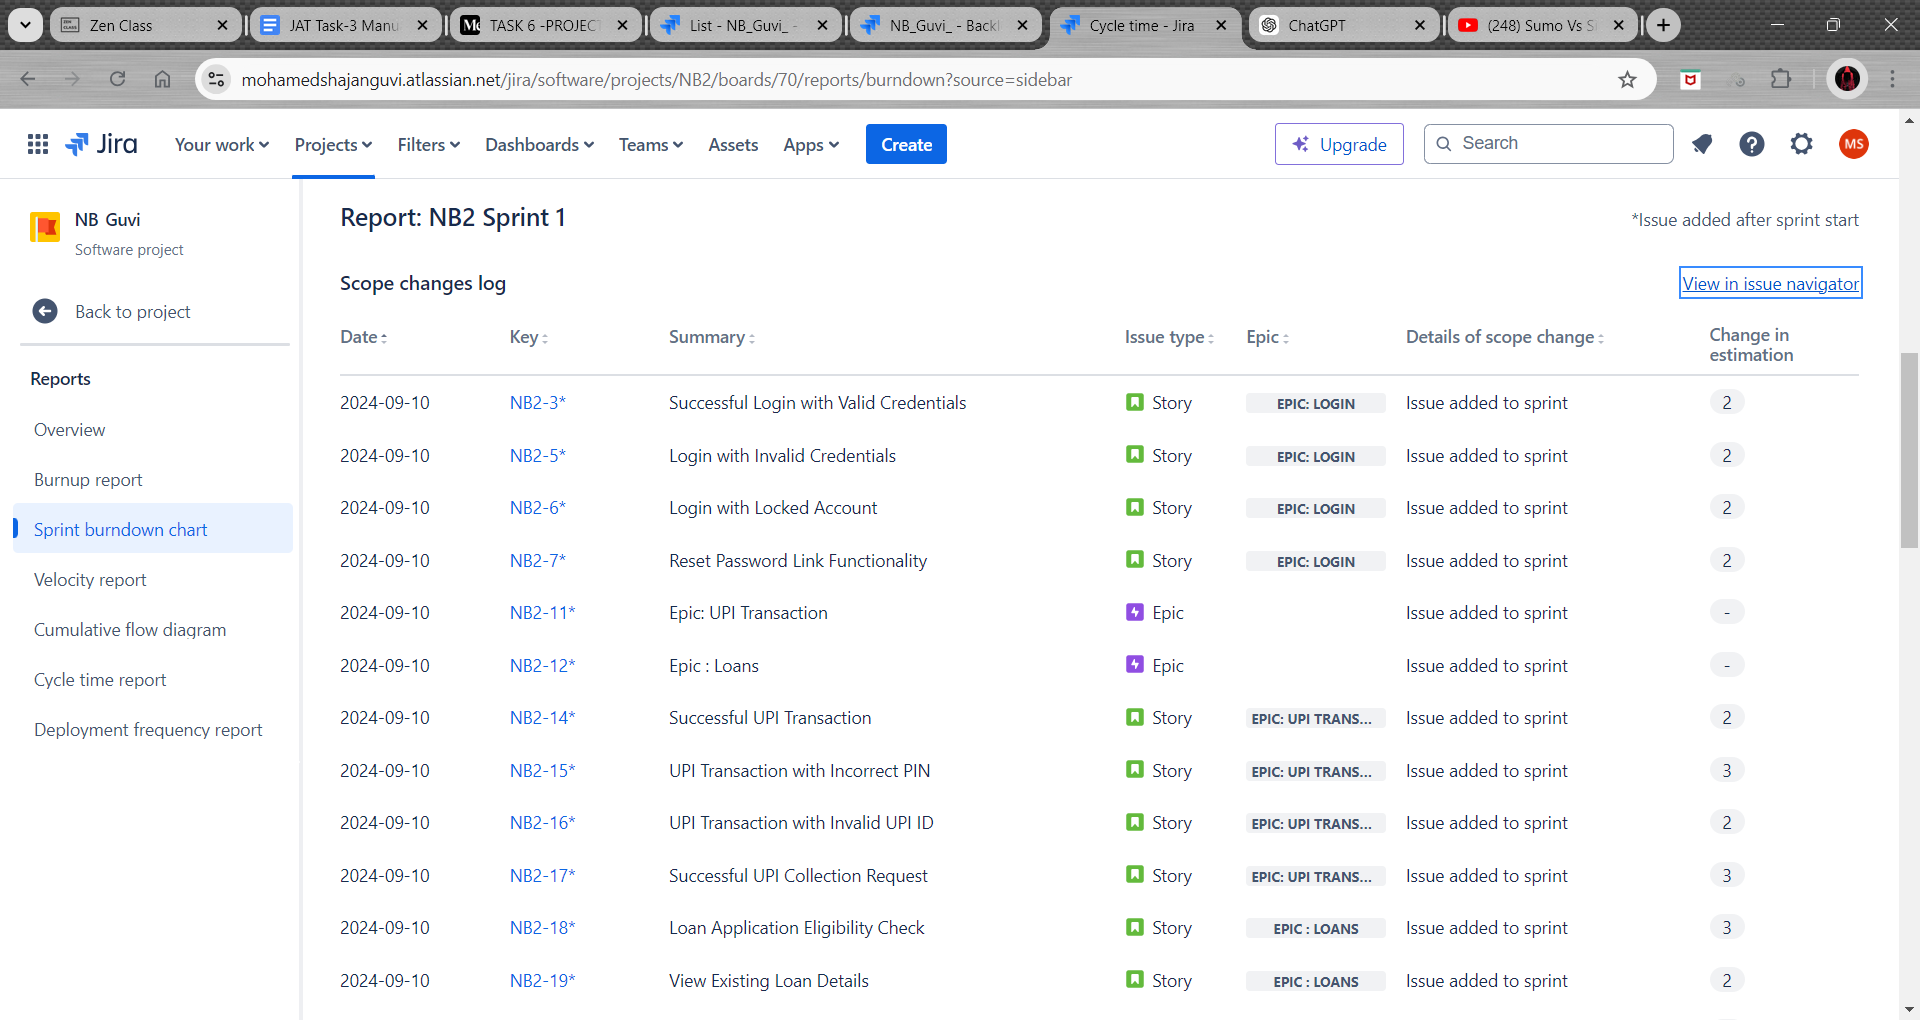 Zen Class
JAT Task-3 Manu
TASK 6 -PROJECT
List - NB_Guvi_ -
NB_Guvi_ - Backl
Cycle time - Jira
ChatGPT
(248) Sumo Vs S
mohamedshajanguvi.atlassian.net/jira/software/projects/NB2/boards/70/reports/burndown?source=sidebar
Jira
Your work
Projects
Filters
Dashboards
Teams
Assets
Apps
Create
Upgrade
Search
MS
NB Guvi
Software project
Back to project
Reports
Overview
Burnup report
Sprint burndown chart
Velocity report
Cumulative flow diagram
Cycle time report
Deployment frequency report
Report: NB2 Sprint 1
*Issue added after sprint start
Scope changes log
View in issue navigator
Date Key Summary Issue type Epic Details of scope change Change in estimation
2024-09-10 NB2-3* Successful Login with Valid Credentials Story EPIC: LOGIN Issue added to sprint 2
2024-09-10 NB2-5* Login with Invalid Credentials Story EPIC: LOGIN Issue added to sprint 2
2024-09-10 NB2-6* Login with Locked Account Story EPIC: LOGIN Issue added to sprint 2
2024-09-10 NB2-7* Reset Password Link Functionality Story EPIC: LOGIN Issue added to sprint 2
2024-09-10 NB2-11* Epic: UPI Transaction Epic Issue added to sprint -
2024-09-10 NB2-12* Epic : Loans Epic Issue added to sprint -
2024-09-10 NB2-14* Successful UPI Transaction Story EPIC: UPI TRANS... Issue added to sprint 2
2024-09-10 NB2-15* UPI Transaction with Incorrect PIN Story EPIC: UPI TRANS... Issue added to sprint 3
2024-09-10 NB2-16* UPI Transaction with Invalid UPI ID Story EPIC: UPI TRANS... Issue added to sprint 2
2024-09-10 NB2-17* Successful UPI Collection Request Story EPIC: UPI TRANS... Issue added to sprint 3
2024-09-10 NB2-18* Loan Application Eligibility Check Story EPIC : LOANS Issue added to sprint 3
2024-09-10 NB2-19* View Existing Loan Details Story EPIC : LOANS Issue added to sprint 2